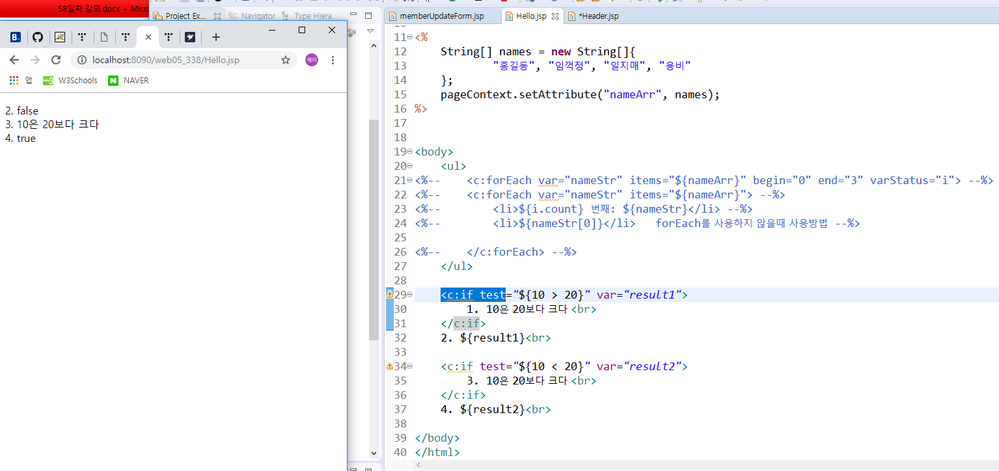 58일차 강의.docx - Micro
Project Ex...
Navigator
Type Hiera...
memberUpdateForm.jsp
Hello.jsp
*Header.jsp
localhost:8090/web05_338/Hello.jsp
혜미
앱
W3Schools
NAVER
2. false
3. 10은 20보다 크다
4. true
11 <%
12 String[] names = new String[]{
13 "홍길동", "임꺽정", "일지매", "용비"
14 };
15 pageContext.setAttribute("nameArr", names);
16 %>
17
18
19 <body>
20 <ul>
21 <%-- <c:forEach var="nameStr" items="${nameArr}" begin="0" end="3" varStatus="i"> --%>
22 <%-- <c:forEach var="nameStr" items="${nameArr}"> --%>
23 <%-- <li>${i.count} 번째: ${nameStr}</li> --%>
24 <%-- <li>${nameStr[0]}</li> forEach를 사용하지 않을때 사용방법 --%>
25
26 <%-- </c:forEach> --%>
27 </ul>
28
29 <c:if test="${10 > 20}" var="result1">
30 1. 10은 20보다 크다 <br>
31 </c:if>
32 2. ${result1}<br>
33
34 <c:if test="${10 < 20}" var="result2">
35 3. 10은 20보다 크다 <br>
36 </c:if>
37 4. ${result2}<br>
38
39 </body>
40 </html>